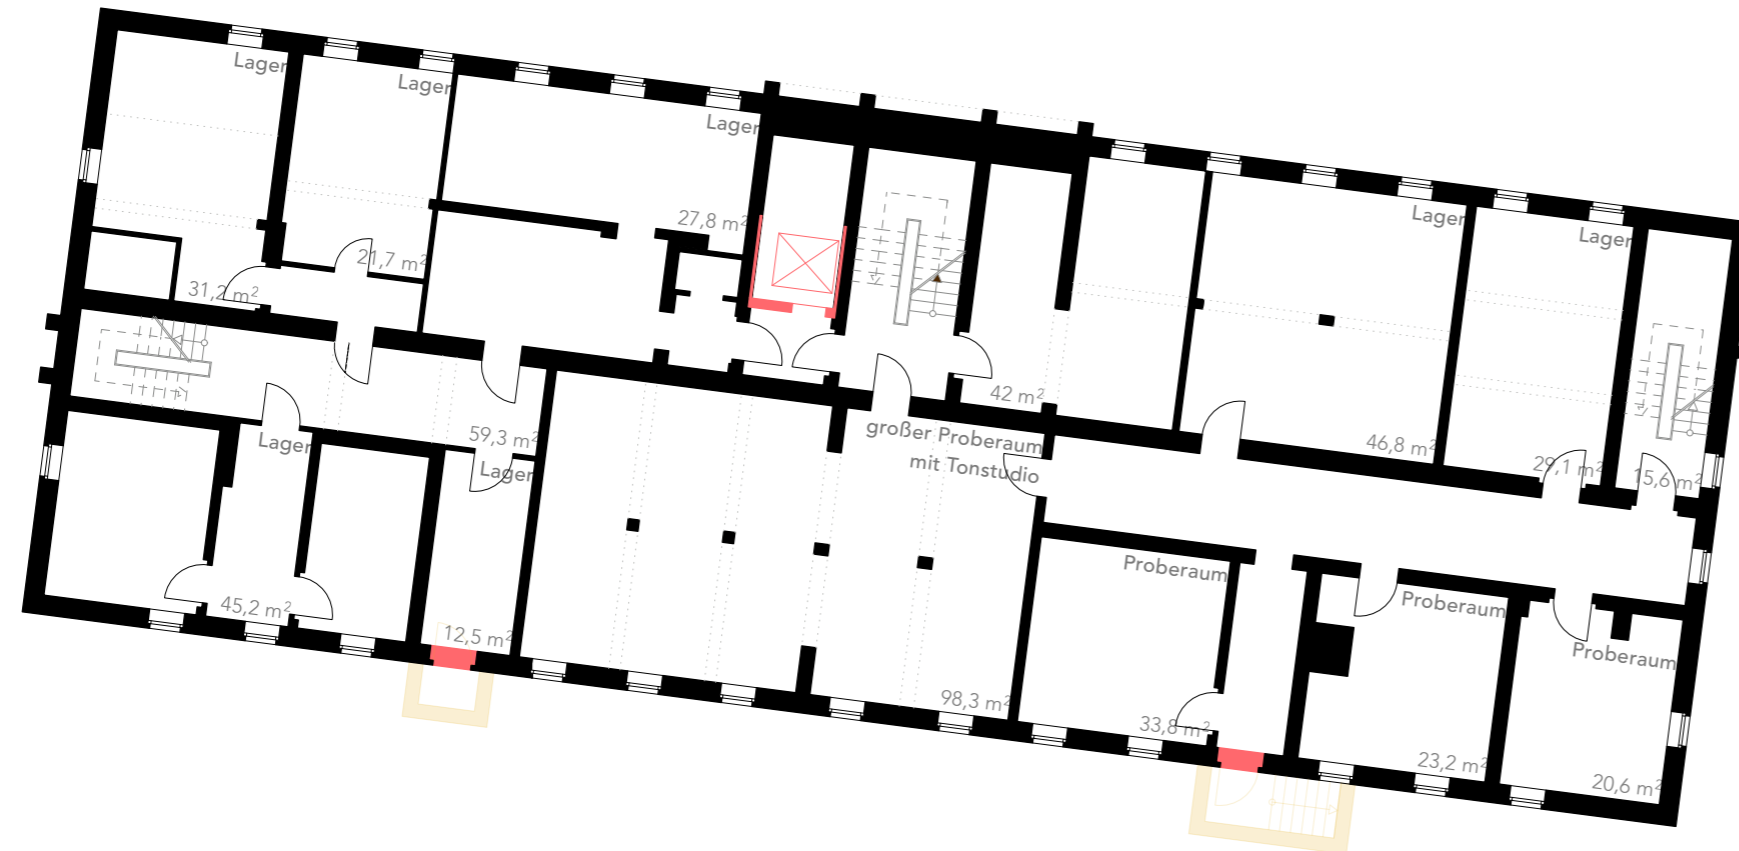 Lager
Lager
Lager
27,8 m²
21,7 m²
31,2 m²
Lager
Lager
42 m²
46,8 m²
29,1 m²
15,6 m²
59,3 m²
Lager
Lager
großer Proberaum
mit Tonstudio
45,2 m²
12,5 m²
98,3 m²
Proberaum
33,8 m²
Proberaum
23,2 m²
Proberaum
20,6 m²